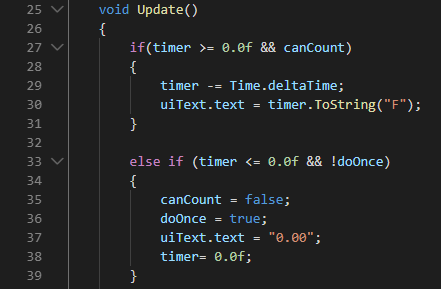 25 void Update()
26 {
27 if(timer >= 0.0f && canCount)
28 {
29 timer -= Time.deltaTime;
30 uiText.text = timer.ToString("F");
31 }
32
33 else if (timer <= 0.0f && !doOnce)
34 {
35 canCount = false;
36 doOnce = true;
37 uiText.text = "0.00";
38 timer= 0.0f;
39 }